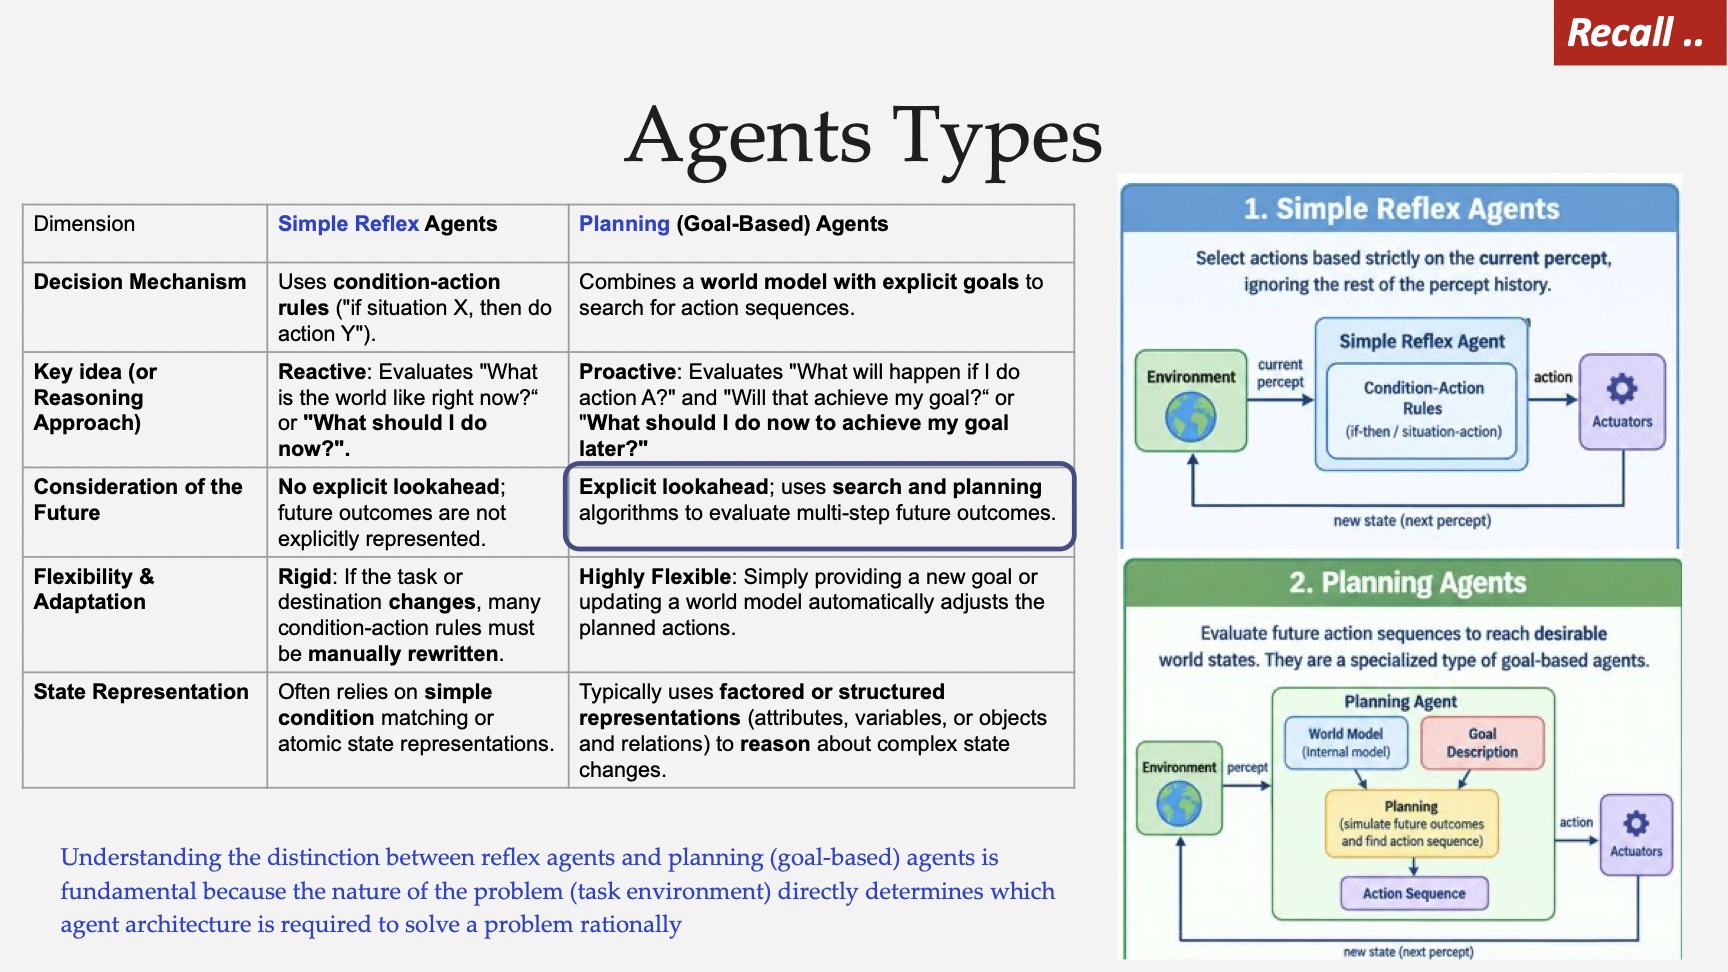 Recall ..
Agents Types
Dimension
Simple Reflex Agents
Planning (Goal-Based) Agents
Decision Mechanism
Uses condition-action
rules ("if situation X, then do
action Y").
Combines a world model with explicit goals to
search for action sequences.
Key idea (or
Reasoning
Approach)
Reactive: Evaluates "What
is the world like right now?“
or "What should I do
now?".
Proactive: Evaluates "What will happen if I do
action A?" and "Will that achieve my goal?“ or
"What should I do now to achieve my goal
later?"
Consideration of the
Future
No explicit lookahead;
future outcomes are not
explicitly represented.
Explicit lookahead; uses search and planning
algorithms to evaluate multi-step future outcomes.
Flexibility &
Adaptation
Rigid: If the task or
destination changes, many
condition-action rules must
be manually rewritten.
Highly Flexible: Simply providing a new goal or
updating a world model automatically adjusts the
planned actions.
State Representation
Often relies on simple
condition matching or
atomic state representations.
Typically uses factored or structured
representations (attributes, variables, or objects
and relations) to reason about complex state
changes.
Understanding the distinction between reflex agents and planning (goal-based) agents is
fundamental because the nature of the problem (task environment) directly determines which
agent architecture is required to solve a problem rationally
1. Simple Reflex Agents
Select actions based strictly on the current percept,
ignoring the rest of the percept history.
Environment
current
percept
Simple Reflex Agent
Condition-Action
Rules
(if-then / situation-action)
action
Actuators
new state (next percept)
2. Planning Agents
Evaluate future action sequences to reach desirable
world states. They are a specialized type of goal-based agents.
Planning Agent
World Model
(Internal model)
Goal
Description
Environment
percept
Planning
(simulate future outcomes
and find action sequence)
Action Sequence
action
Actuators
new state (next percept)